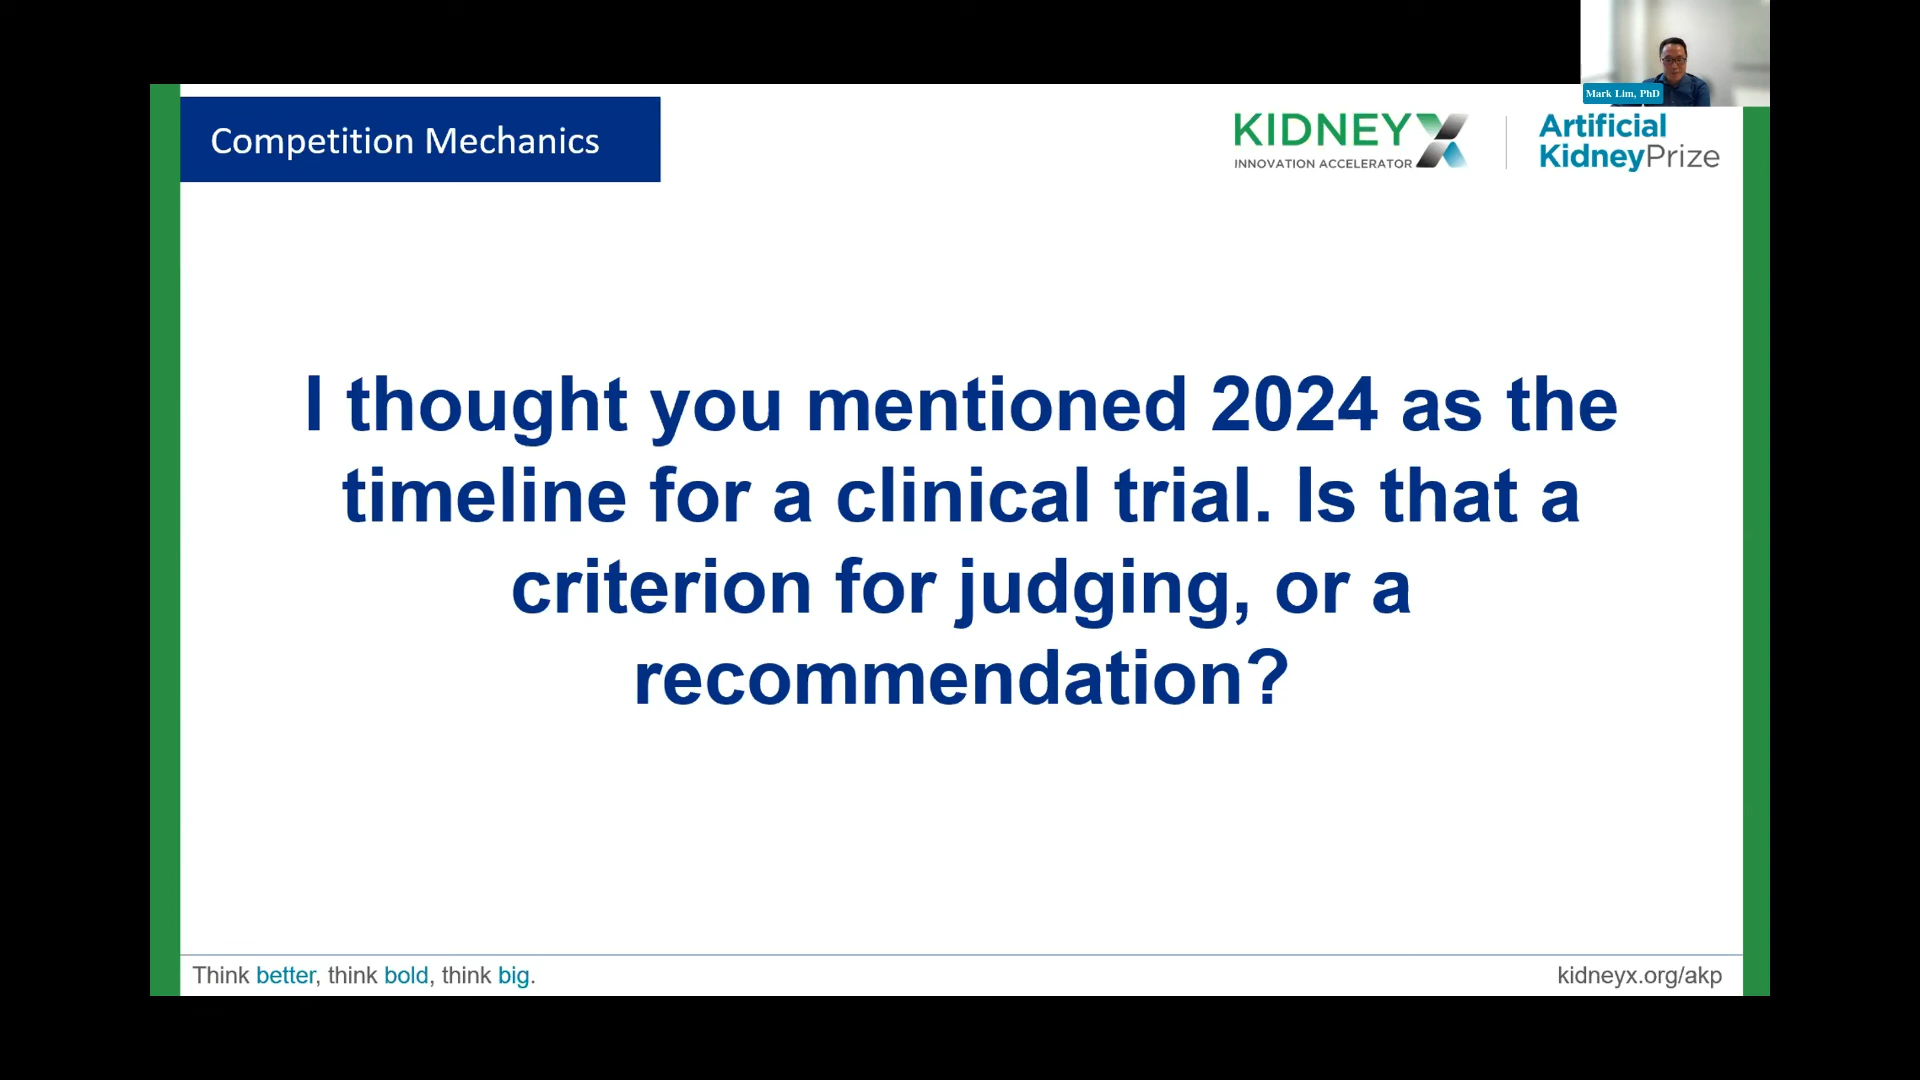 Mark Lim, PhD
Competition Mechanics
KIDNEYX
INNOVATION ACCELERATOR
Artificial
KidneyPrize
I thought you mentioned 2024 as the
timeline for a clinical trial. Is that a
criterion for judging, or a
recommendation?
Think better, think bold, think big.
kidneyx.org/akp